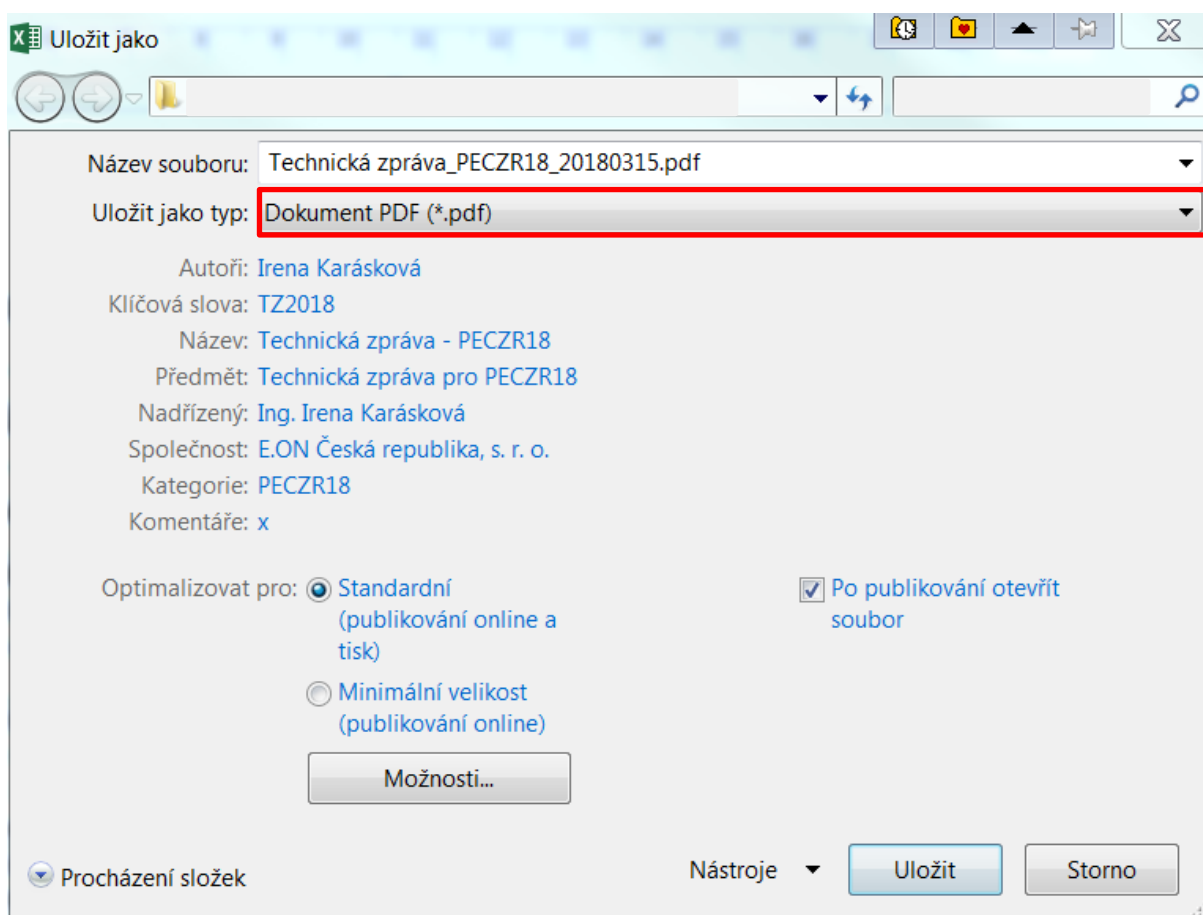 Uložit jako
Název souboru: Technická zpráva_PECZR18_20180315.pdf
Uložit jako typ: Dokument PDF (*.pdf)
Autoři: Irena Karásková
Klíčová slova: TZ2018
Název: Technická zpráva - PECZR18
Předmět: Technická zpráva pro PECZR18
Nadřízený: Ing. Irena Karásková
Společnost: E.ON Česká republika, s. r. o.
Kategorie: PECZR18
Komentáře: x
Optimalizovat pro: Standardní
(publikování online a
tisk)
Po publikování otevřít
soubor
Minimální velikost
(publikování online)
Možnosti...
Procházení složek
Nástroje
Uložit
Storno